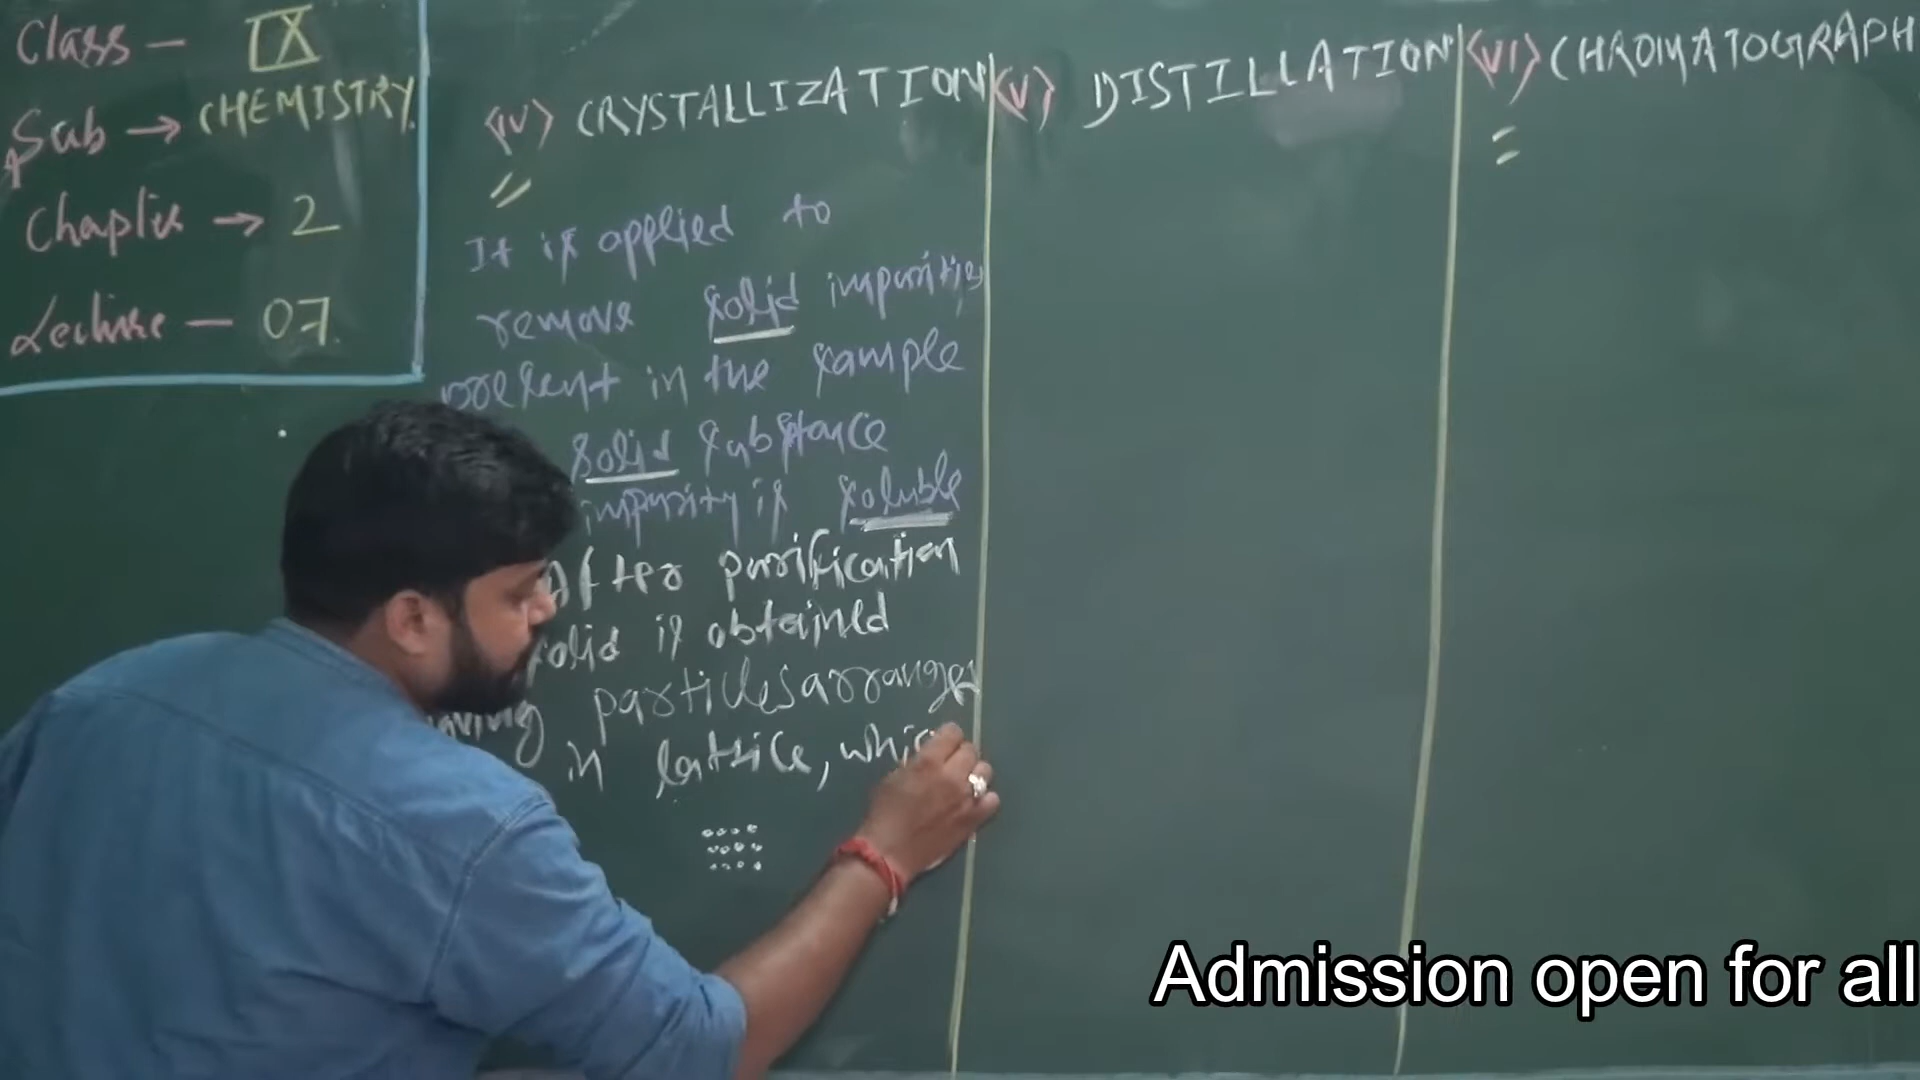 Class – IX
Sub → CHEMISTRY
Chapter → 2
Lecture – 07.
(iv) CRYSTALLIZATION
It is applied to
remove solid impurities
present in the sample
solid substance
impurity is soluble
After purification
solid is obtained
having particles arranges
in lattice, whic
(v) DISTILLATION
(vi) CHROMATOGRAPH
Admission open for all